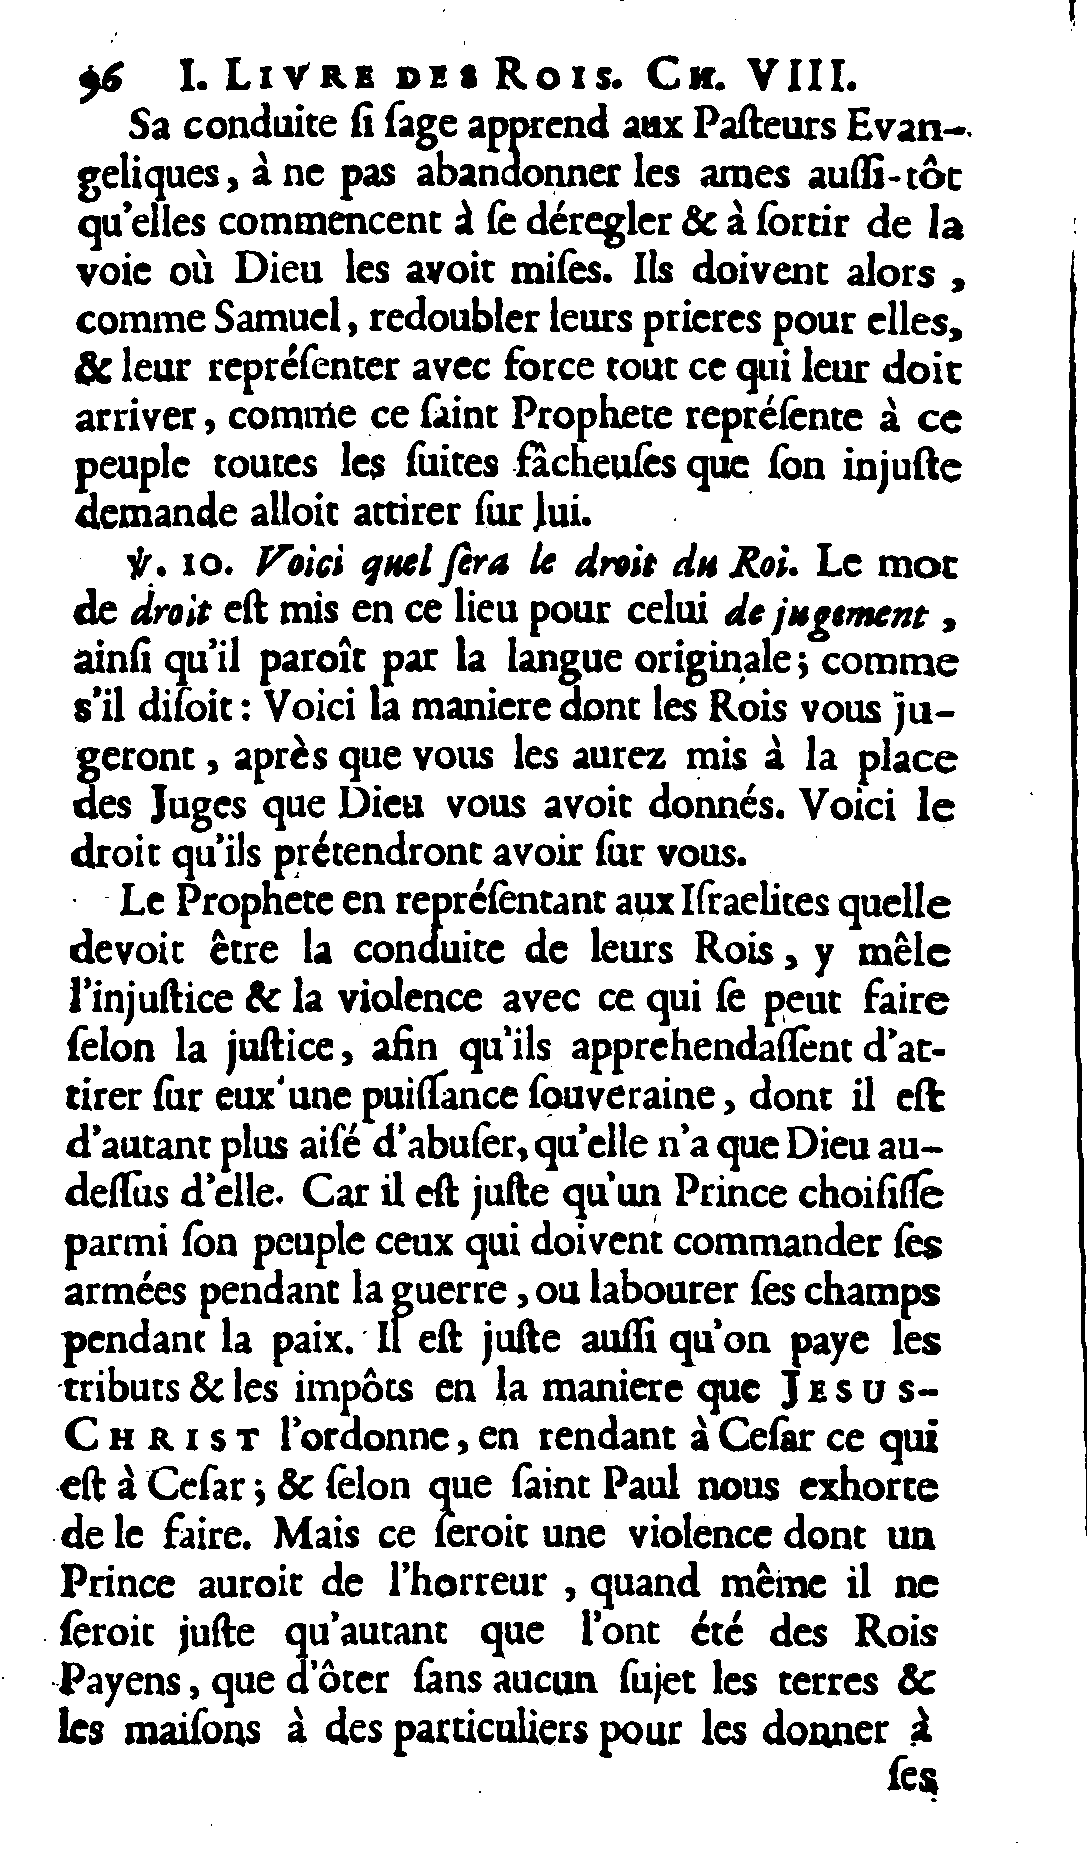 96 I. LIVRE DES ROIS. CH. VIII.
Sa conduite ſi ſage apprend aux Paſteurs Evan-
geliques, à ne pas abandonner les ames auſſi-tôt
qu'elles commencent à ſe déregler & à ſortir de la
voie où Dieu les avoit miſes. Ils doivent alors,
comme Samuel, redoubler leurs prieres pour elles,
& leur repréſenter avec force tout ce qui leur doit
arriver, comme ce ſaint Prophete repréſente à ce
peuple toutes les ſuites fâcheuſes que ſon injuſte
demande alloit attirer ſur lui.
℣. 10. Voici quel ſera le droit du Roi. Le mot
de droit eſt mis en ce lieu pour celui de jugement,
ainſi qu'il paroît par la langue originale; comme
s'il diſoit: Voici la maniere dont les Rois vous ju-
geront, après que vous les aurez mis à la place
des Juges que Dieu vous avoit donnés. Voici le
droit qu'ils prétendront avoir ſur vous.
Le Prophete en repréſentant aux Iſraelites quelle
devoit être la conduite de leurs Rois, y mêle
l'injuſtice & la violence avec ce qui ſe peut faire
ſelon la juſtice, afin qu'ils apprehendaſſent d'at-
tirer ſur eux une puiſſance ſouveraine, dont il eſt
d'autant plus aiſé d'abuſer, qu'elle n'a que Dieu au-
deſſus d'elle. Car il eſt juſte qu'un Prince choiſiſſe
parmi ſon peuple ceux qui doivent commander ſes
armées pendant la guerre, ou labourer ſes champs
pendant la paix. Il eſt juſte auſſi qu'on paye les
tributs & les impôts en la maniere que JESUS-
CHRIST l'ordonne, en rendant à Ceſar ce qui
eſt à Ceſar; & ſelon que ſaint Paul nous exhorte
de le faire. Mais ce ſeroit une violence dont un
Prince auroit de l'horreur, quand même il ne
ſeroit juſte qu'autant que l'ont été des Rois
Payens, que d'ôter ſans aucun ſujet les terres &
les maiſons à des particuliers pour les donner à
ſes